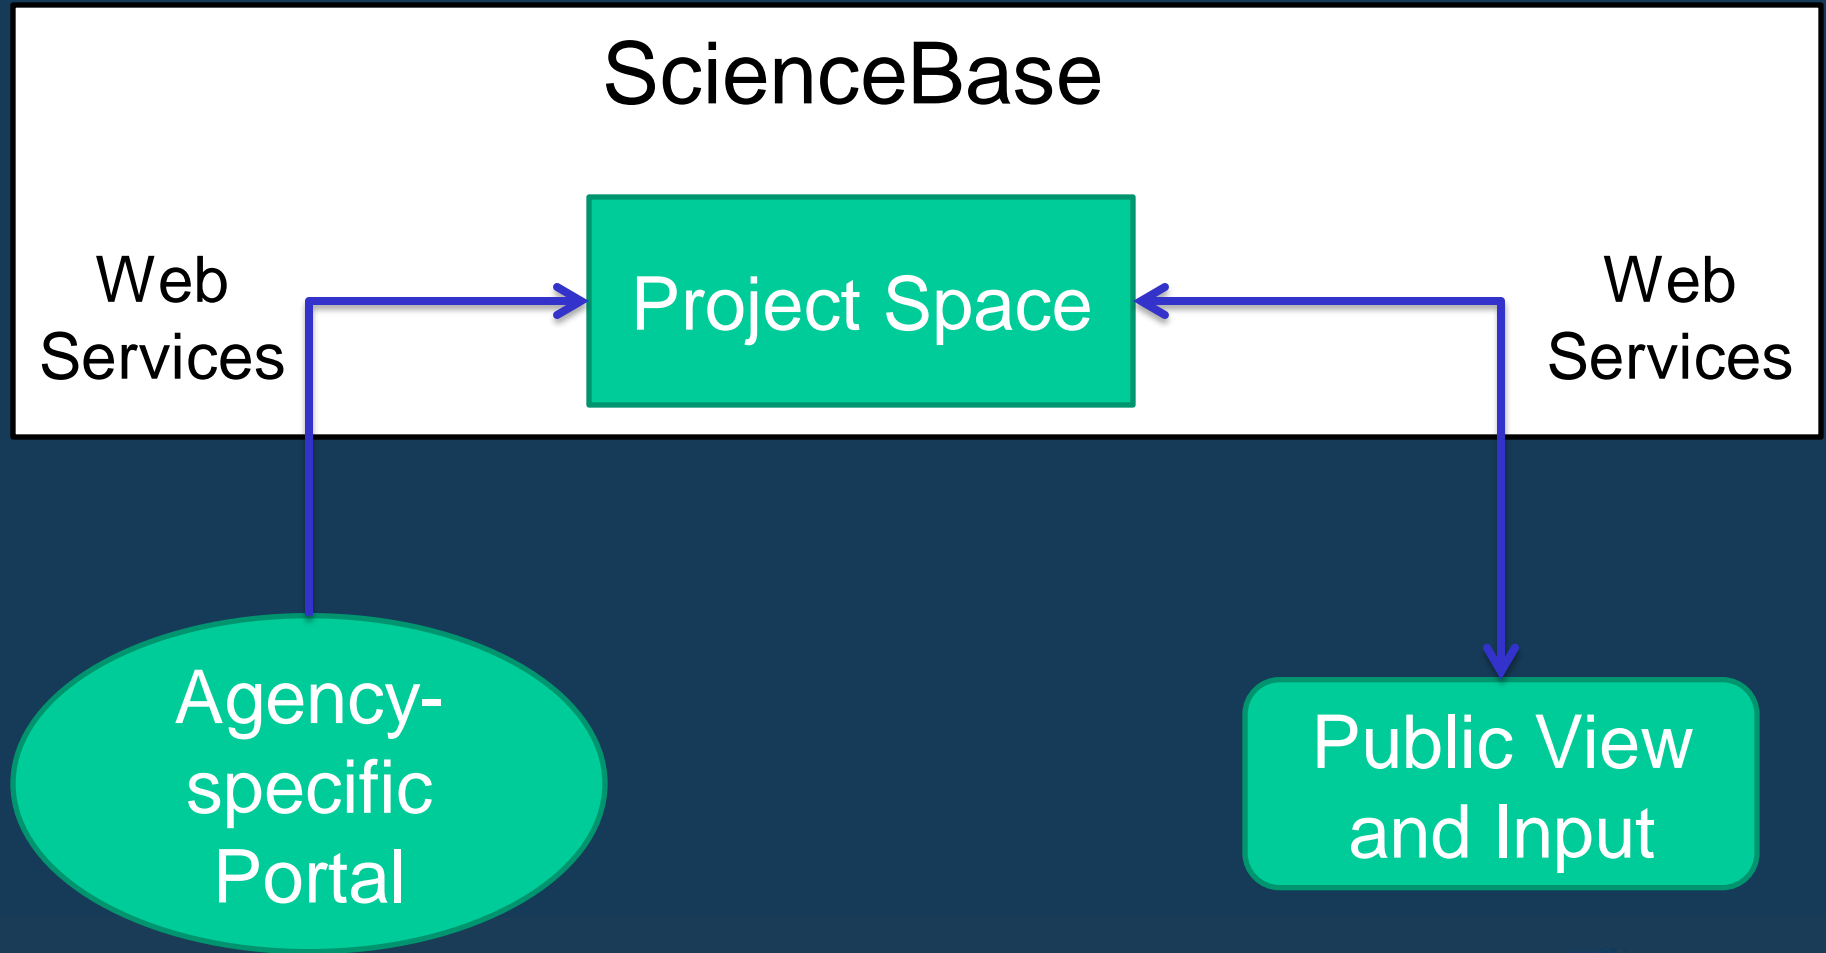 ScienceBase
Web
Services
Project Space
Web
Services
Agency-
specific
Portal
Public View
and Input